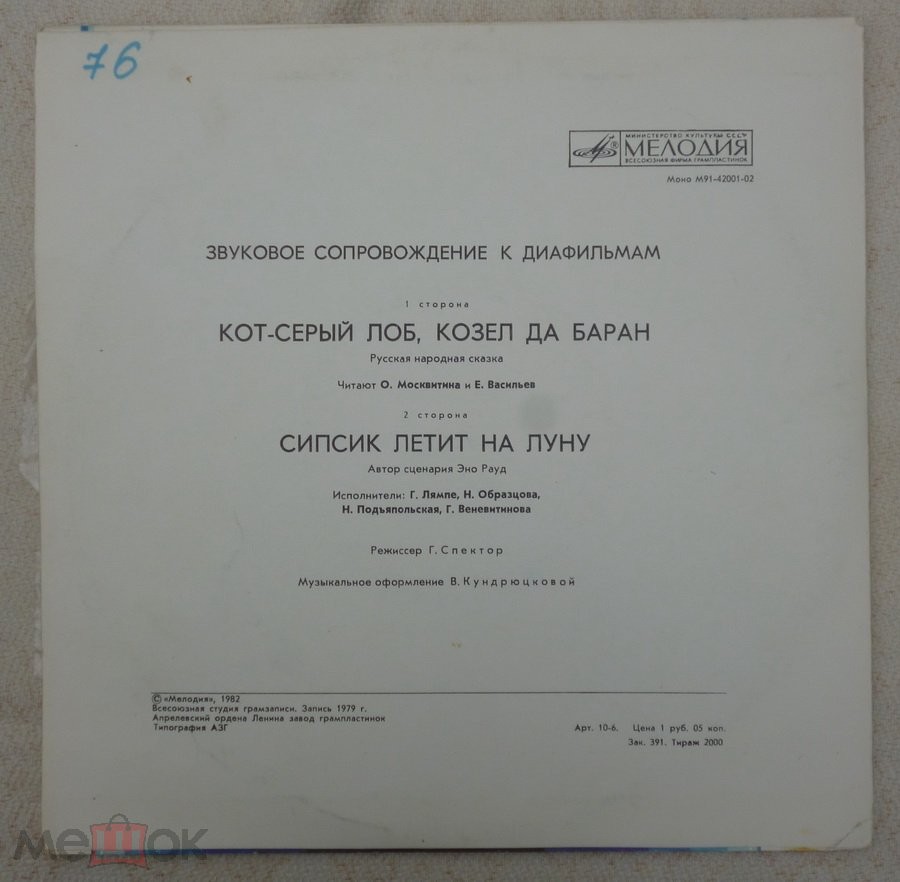 76
МИНИСТЕРСТВО КУЛЬТУРЫ СССР
МЕЛОДИЯ
ВСЕСОЮЗНАЯ ФИРМА ГРАМПЛАСТИНОК
Моно М91-42001-02
ЗВУКОВОЕ СОПРОВОЖДЕНИЕ К ДИАФИЛЬМАМ
1 сторона
КОТ-СЕРЫЙ ЛОБ, КОЗЕЛ ДА БАРАН
Русская народная сказка
Читают О. Москвитина и Е. Васильев
2 сторона
СИПСИК ЛЕТИТ НА ЛУНУ
Автор сценария Эно Рауд
Исполнители: Г. Лямпе, Н. Образцова,
Н. Подъяпольская, Г. Веневитинова
Режиссер Г. Спектор
Музыкальное оформление В. Кундрюцковой
© «Мелодия», 1982
Всесоюзная студия грамзаписи. Запись 1979 г.
Апрелевский ордена Ленина завод грампластинок
Типография АЗГ
Арт. 10-6. Цена 1 руб. 05 коп.
Зак. 391. Тираж 2000
мешок